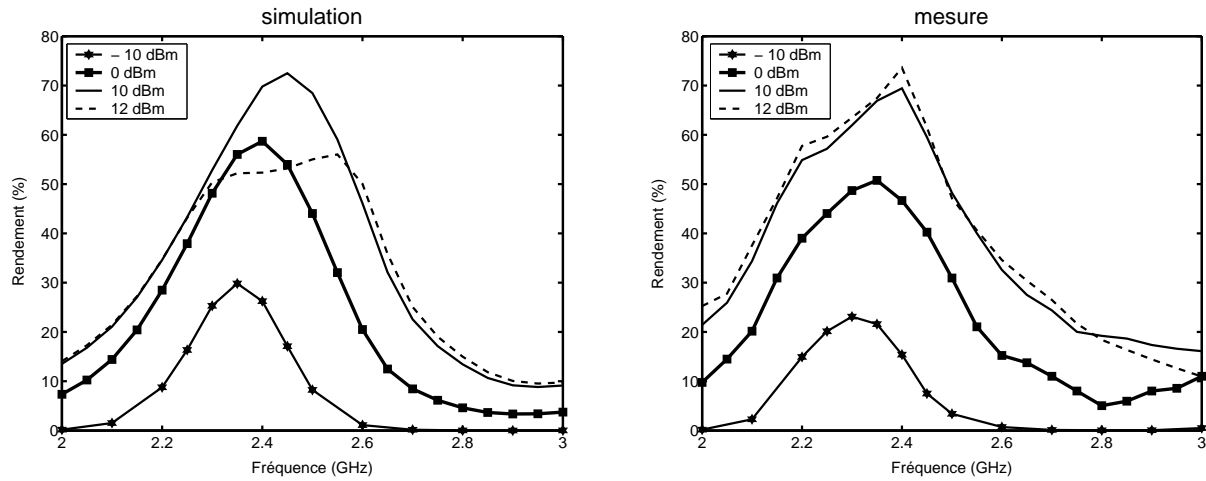 simulation
80
70
60
50
40
30
20
10
0
Rendement (%)
– 10 dBm
0 dBm
10 dBm
12 dBm
2
2.2
2.4
2.6
2.8
3
Fréquence (GHz)
mesure
80
70
60
50
40
30
20
10
0
Rendement (%)
– 10 dBm
0 dBm
10 dBm
12 dBm
2
2.2
2.4
2.6
2.8
3
Fréquence (GHz)